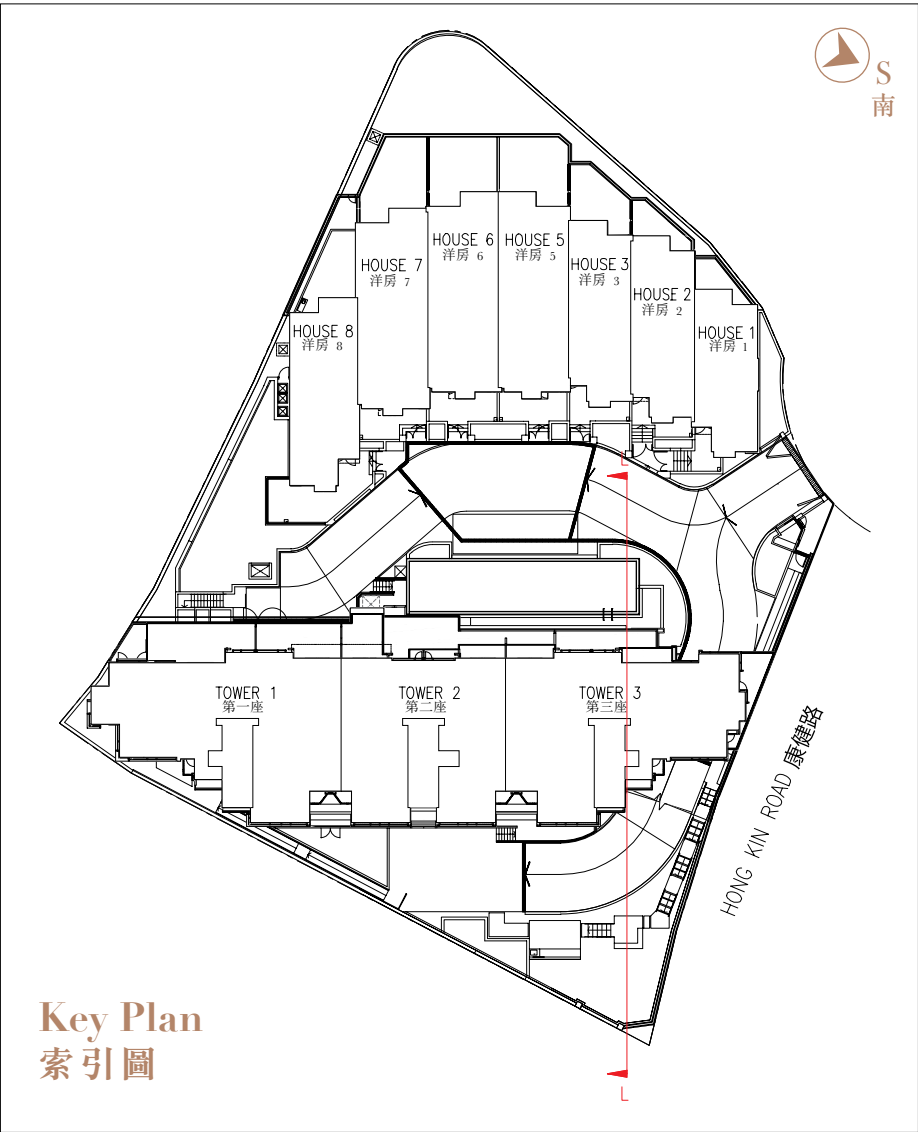 S
南
HOUSE 6
洋房 6
HOUSE 5
洋房 5
HOUSE 7
洋房 7
HOUSE 3
洋房 3
HOUSE 2
洋房 2
HOUSE 8
洋房 8
HOUSE 1
洋房 1
L
TOWER 1
第一座
TOWER 2
第二座
TOWER 3
第三座
HONG KIN ROAD 康健路
Key Plan
索引圖
L